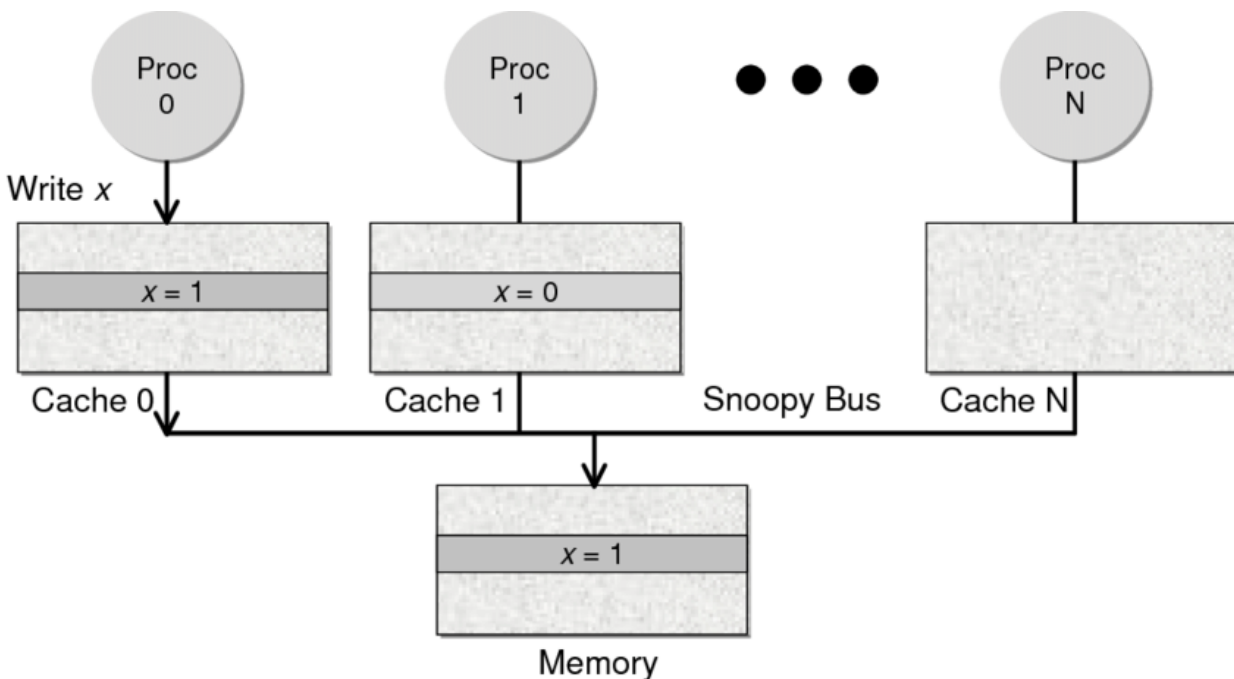 Proc
0
Proc
1
Proc
N
Write x
x = 1
x = 0
Cache 0
Cache 1
Snoopy Bus
Cache N
x = 1
Memory